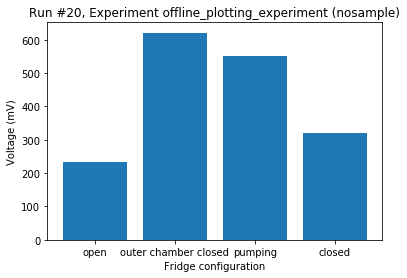 Run #20, Experiment offline_plotting_experiment (nosample)
600
500
400
300
200
100
0
Voltage (mV)
open outer chamber closed pumping closed
Fridge configuration